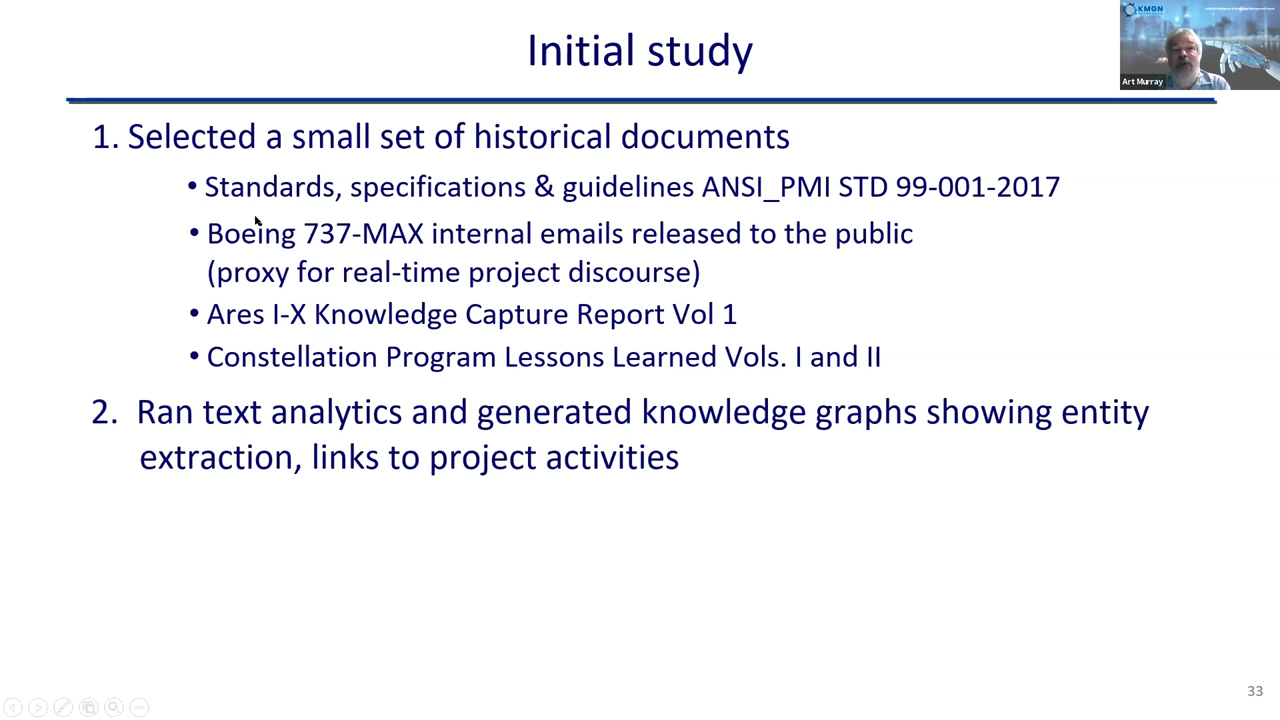 Initial study
KMGN
Art Murray
1. Selected a small set of historical documents
• Standards, specifications & guidelines ANSI_PMI STD 99-001-2017
• Boeing 737-MAX internal emails released to the public
(proxy for real-time project discourse)
• Ares I-X Knowledge Capture Report Vol 1
• Constellation Program Lessons Learned Vols. I and II
2. Ran text analytics and generated knowledge graphs showing entity
extraction, links to project activities
33